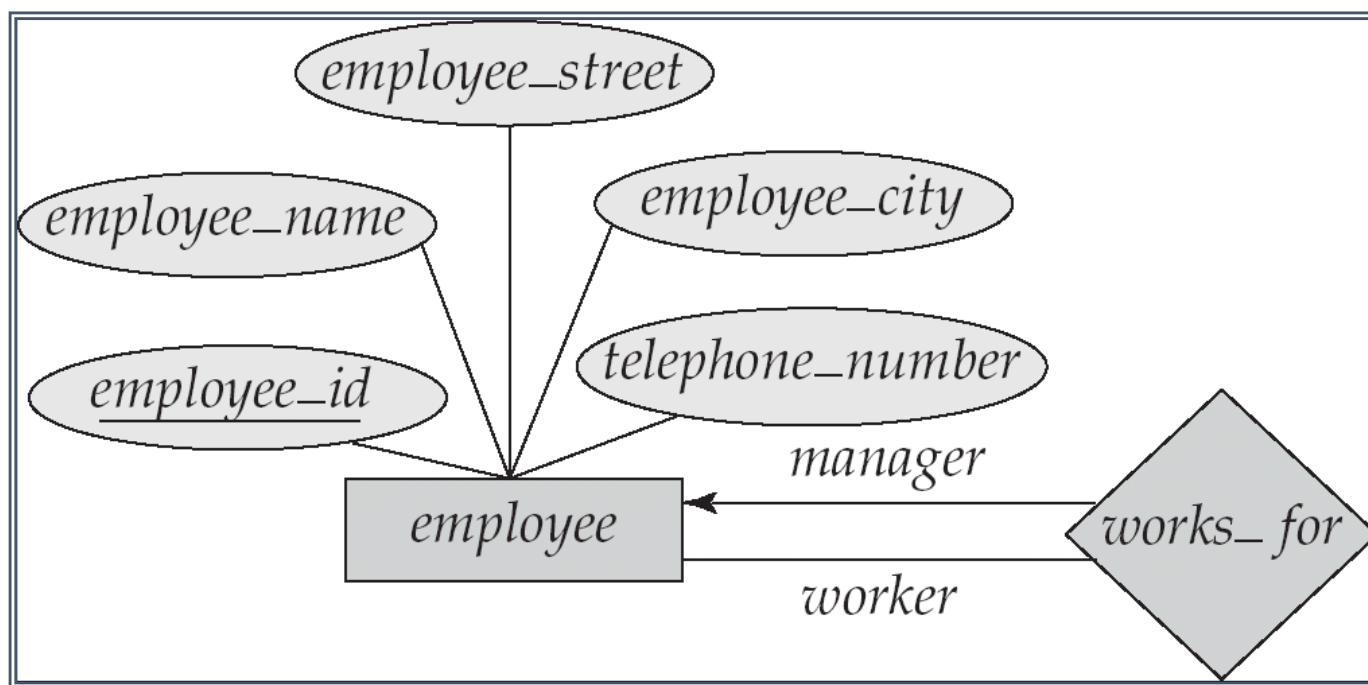 employee_street
employee_name
employee_city
employee_id
telephone_number
manager
employee
works_for
worker